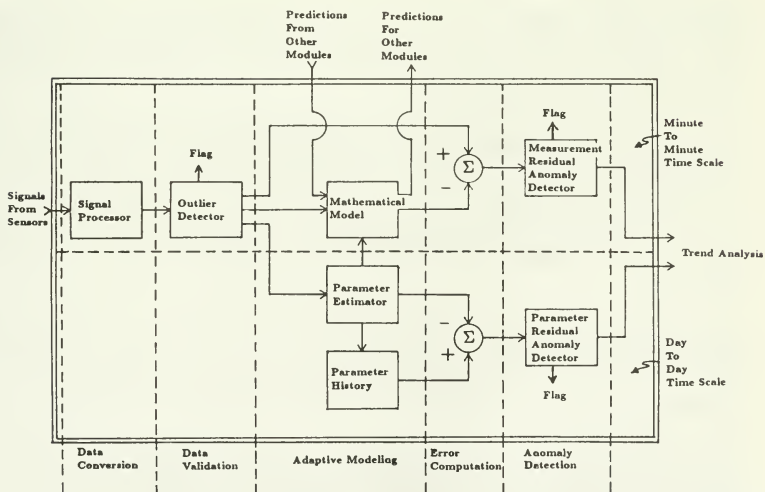 Predictions
From
Other
Modules
Predictions
For
Other
Modules
Flag
Flag
Minute
To
Minute
Time Scale
+
Σ
−
Measurement
Residual
Anomaly
Detector
Signals
From
Sensors
Signal
Processor
Outlier
Detector
Mathematical
Model
Trend Analysis
Parameter
Estimator
−
Σ
+
Parameter
Residual
Anomaly
Detector
Day
To
Day
Time Scale
Parameter
History
Flag
Data
Conversion
Data
Validation
Adaptive Modeling
Error
Computation
Anomaly
Detection